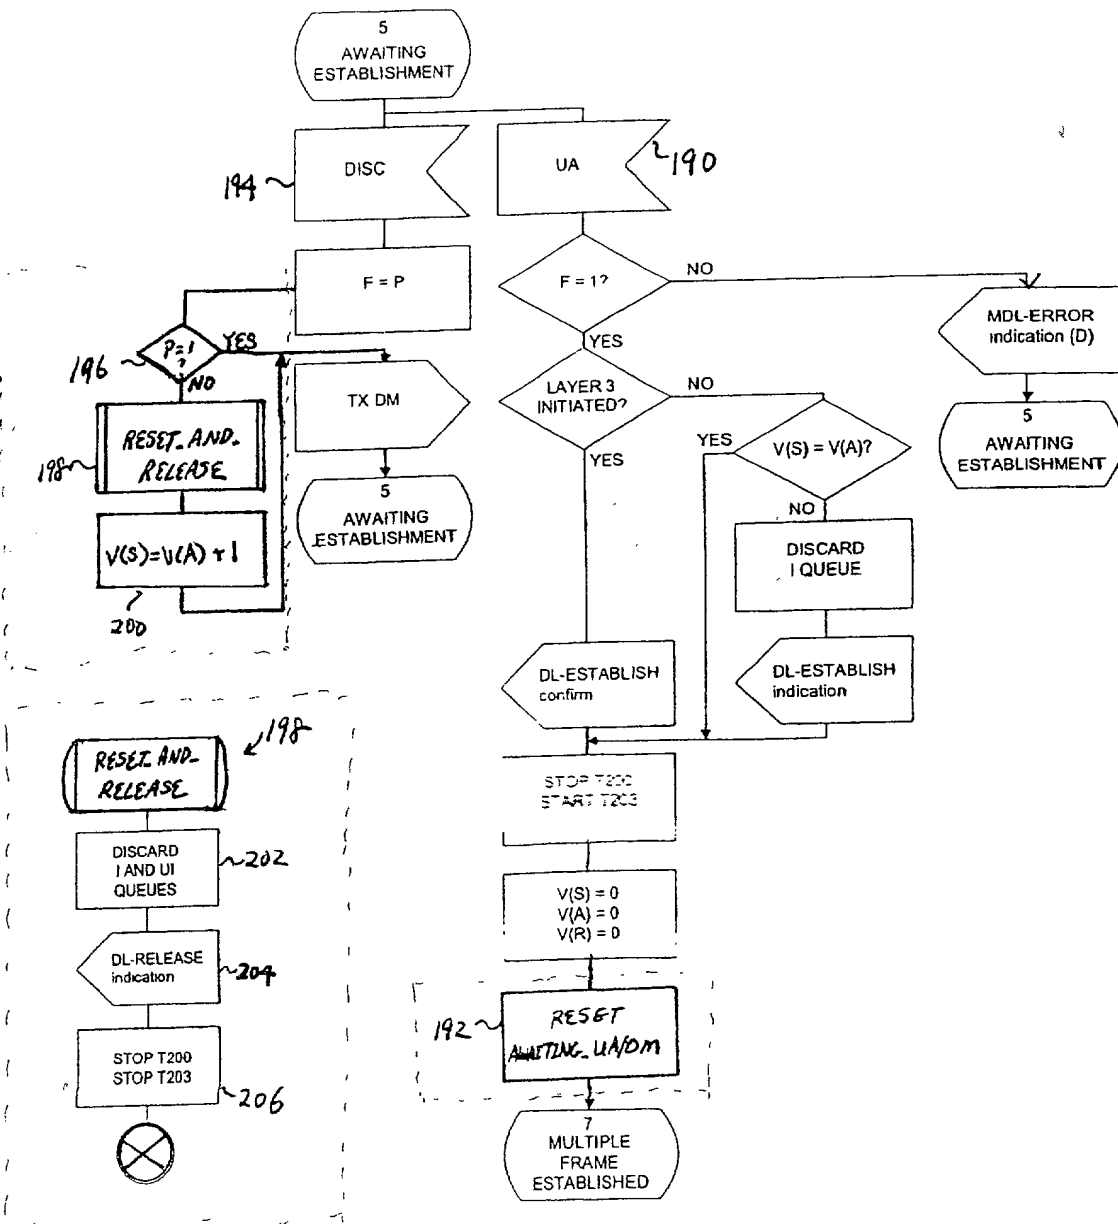 5
AWAITING
ESTABLISHMENT
194
DISC
UA
190
F = P
F = 1?
NO
YES
MDL-ERROR
indication (D)
5
AWAITING
ESTABLISHMENT
196
P=1
?
YES
NO
TX DM
LAYER 3
INITIATED?
NO
YES
YES
V(S) = V(A)?
NO
198
RESET_AND_
RELEASE
5
AWAITING
ESTABLISHMENT
V(S)=V(A)+1
200
DISCARD
I QUEUE
DL-ESTABLISH
confirm
DL-ESTABLISH
indication
198
RESET_AND_
RELEASE
STOP T200
START T203
DISCARD
I AND UI
QUEUES
202
V(S) = 0
V(A) = 0
V(R) = 0
DL-RELEASE
indication
204
192
RESET
AWAITING_UA/DM
STOP T200
STOP T203
206
7
MULTIPLE
FRAME
ESTABLISHED